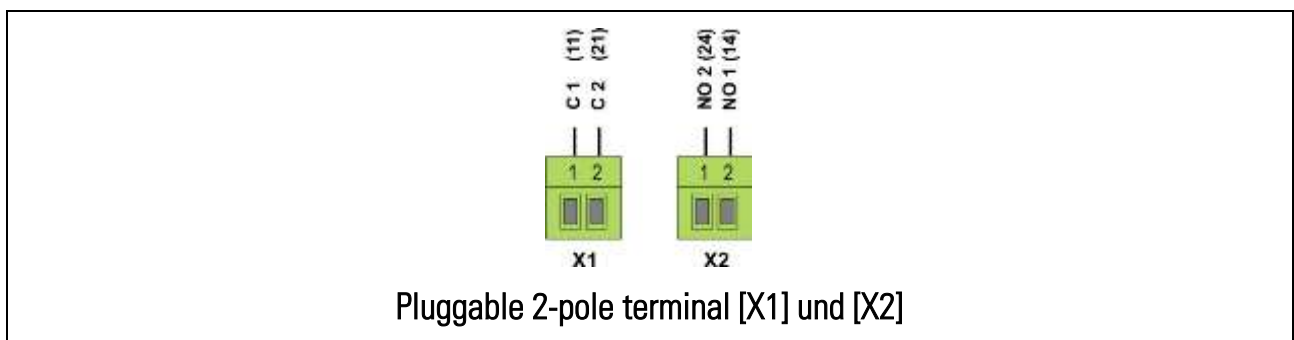 C 1 (11)
C 2 (21)
NO 2 (24)
NO 1 (14)
1 2
1 2
X1
X2
Pluggable 2-pole terminal [X1] und [X2]